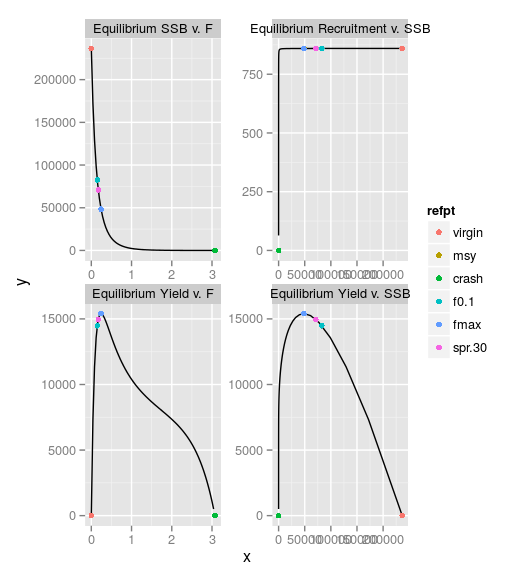 Equilibrium SSB v. F
Equilibrium Recruitment v. SSB
200000
150000
100000
50000
0
750
500
250
0
0 1 2 3
0 50000 100000 150000 200000
Equilibrium Yield v. F
Equilibrium Yield v. SSB
15000
10000
5000
0
15000
10000
5000
0
0 1 2 3
0 50000 100000 150000 200000
y
x
refpt
virgin
msy
crash
f0.1
fmax
spr.30